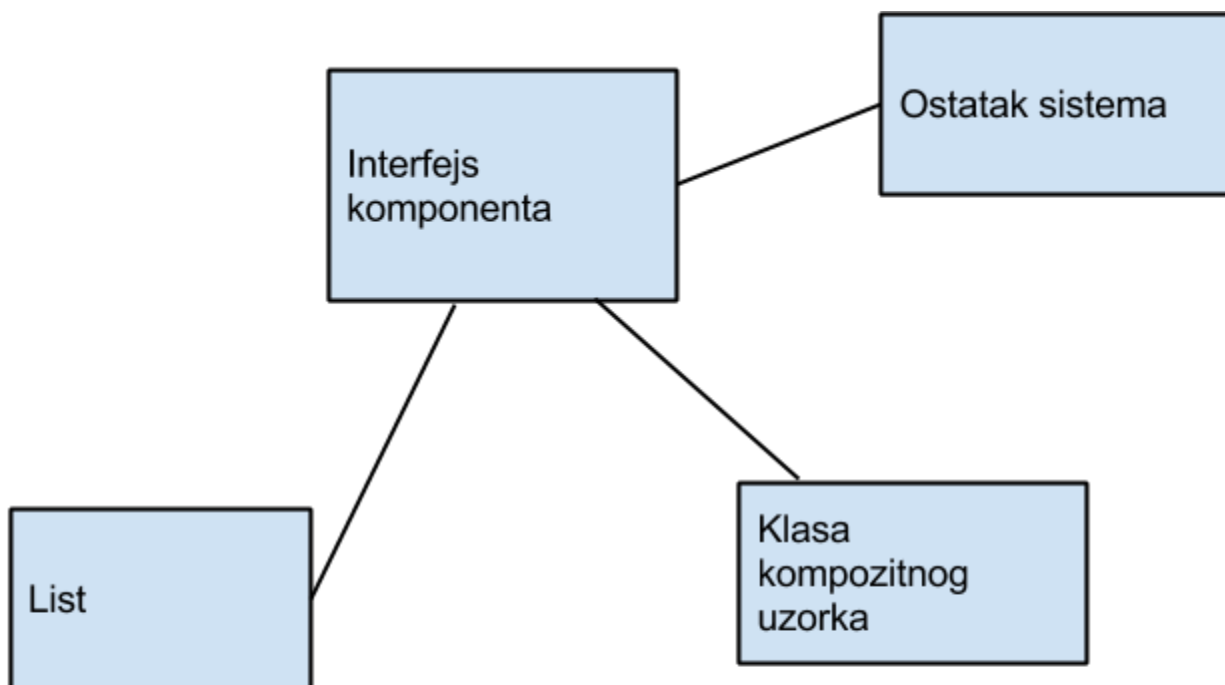 Ostatak sistema
Interfejs
komponenta
Klasa
kompozitnog
uzorka
List